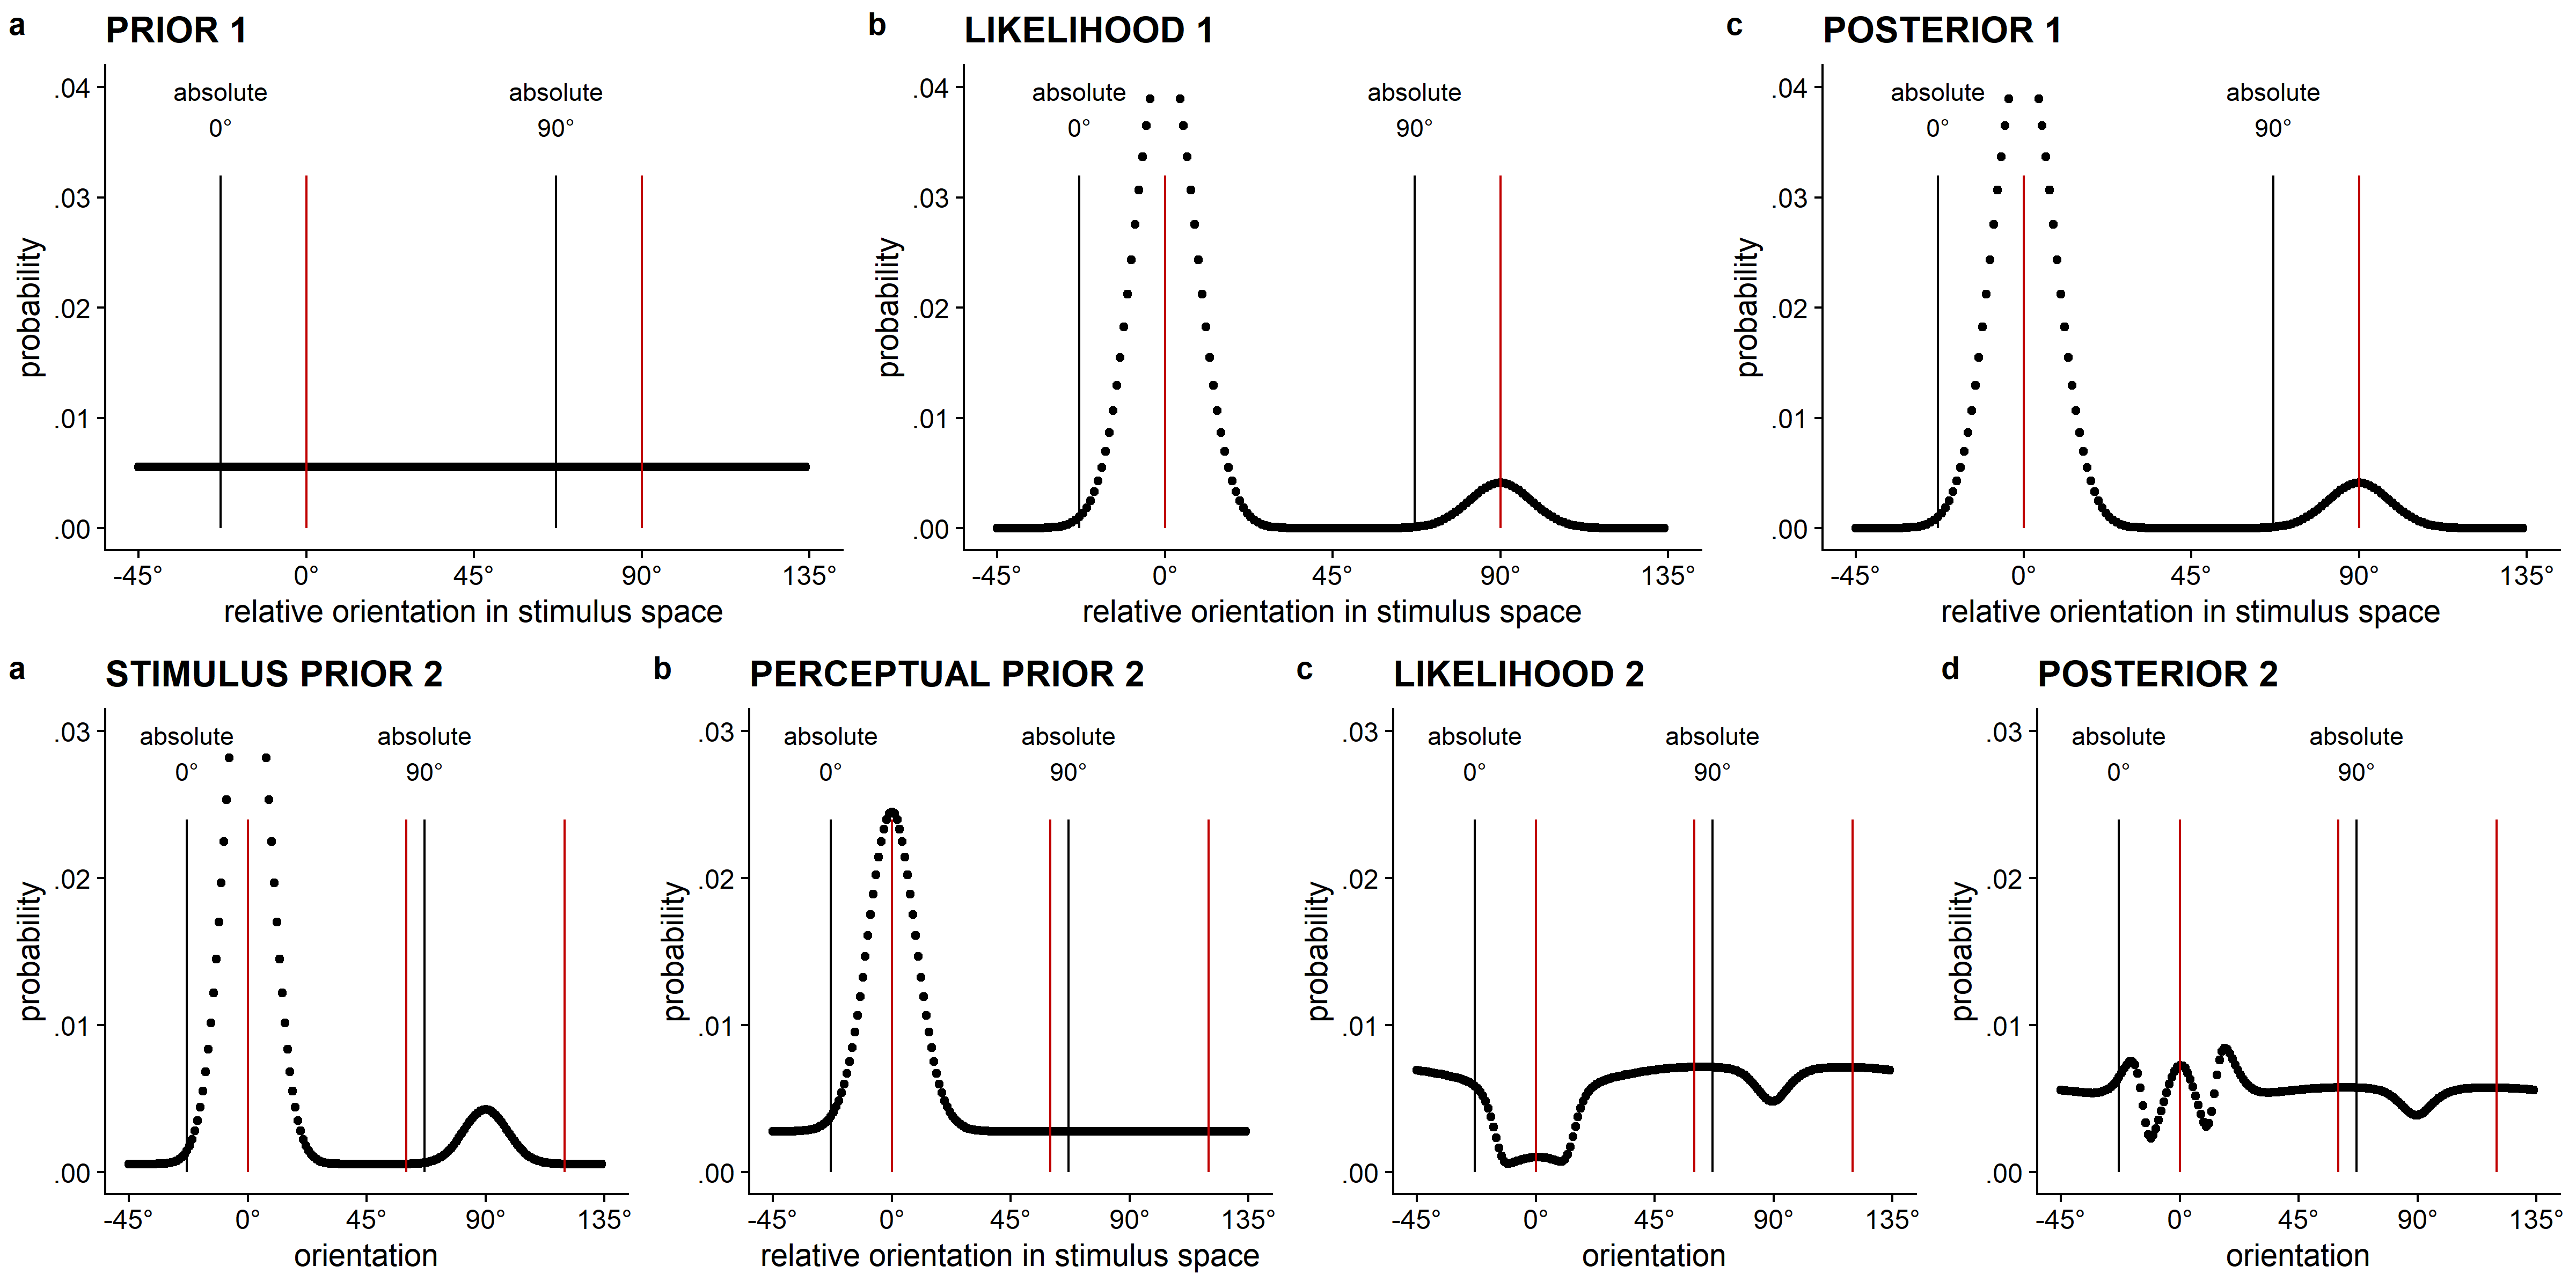 a PRIOR 1
.04
.03
.02
.01
.00
absolute
0°
absolute
90°
-45° 0° 45° 90° 135°
relative orientation in stimulus space
probability
b LIKELIHOOD 1
.04
.03
.02
.01
.00
absolute
0°
absolute
90°
-45° 0° 45° 90° 135°
relative orientation in stimulus space
probability
c POSTERIOR 1
.04
.03
.02
.01
.00
absolute
0°
absolute
90°
-45° 0° 45° 90° 135°
relative orientation in stimulus space
probability
a STIMULUS PRIOR 2
.03
.02
.01
.00
absolute
0°
absolute
90°
-45° 0° 45° 90° 135°
orientation
probability
b PERCEPTUAL PRIOR 2
.03
.02
.01
.00
absolute
0°
absolute
90°
-45° 0° 45° 90° 135°
relative orientation in stimulus space
probability
c LIKELIHOOD 2
.03
.02
.01
.00
absolute
0°
absolute
90°
-45° 0° 45° 90° 135°
orientation
probability
d POSTERIOR 2
.03
.02
.01
.00
absolute
0°
absolute
90°
-45° 0° 45° 90° 135°
orientation
probability